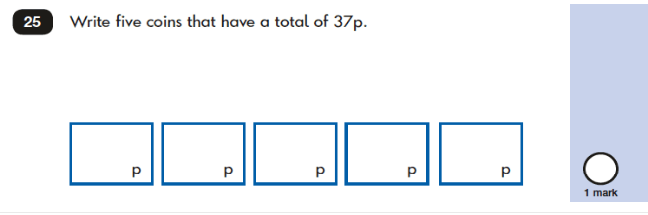 25 Write five coins that have a total of 37p.
p p p p p
1 mark